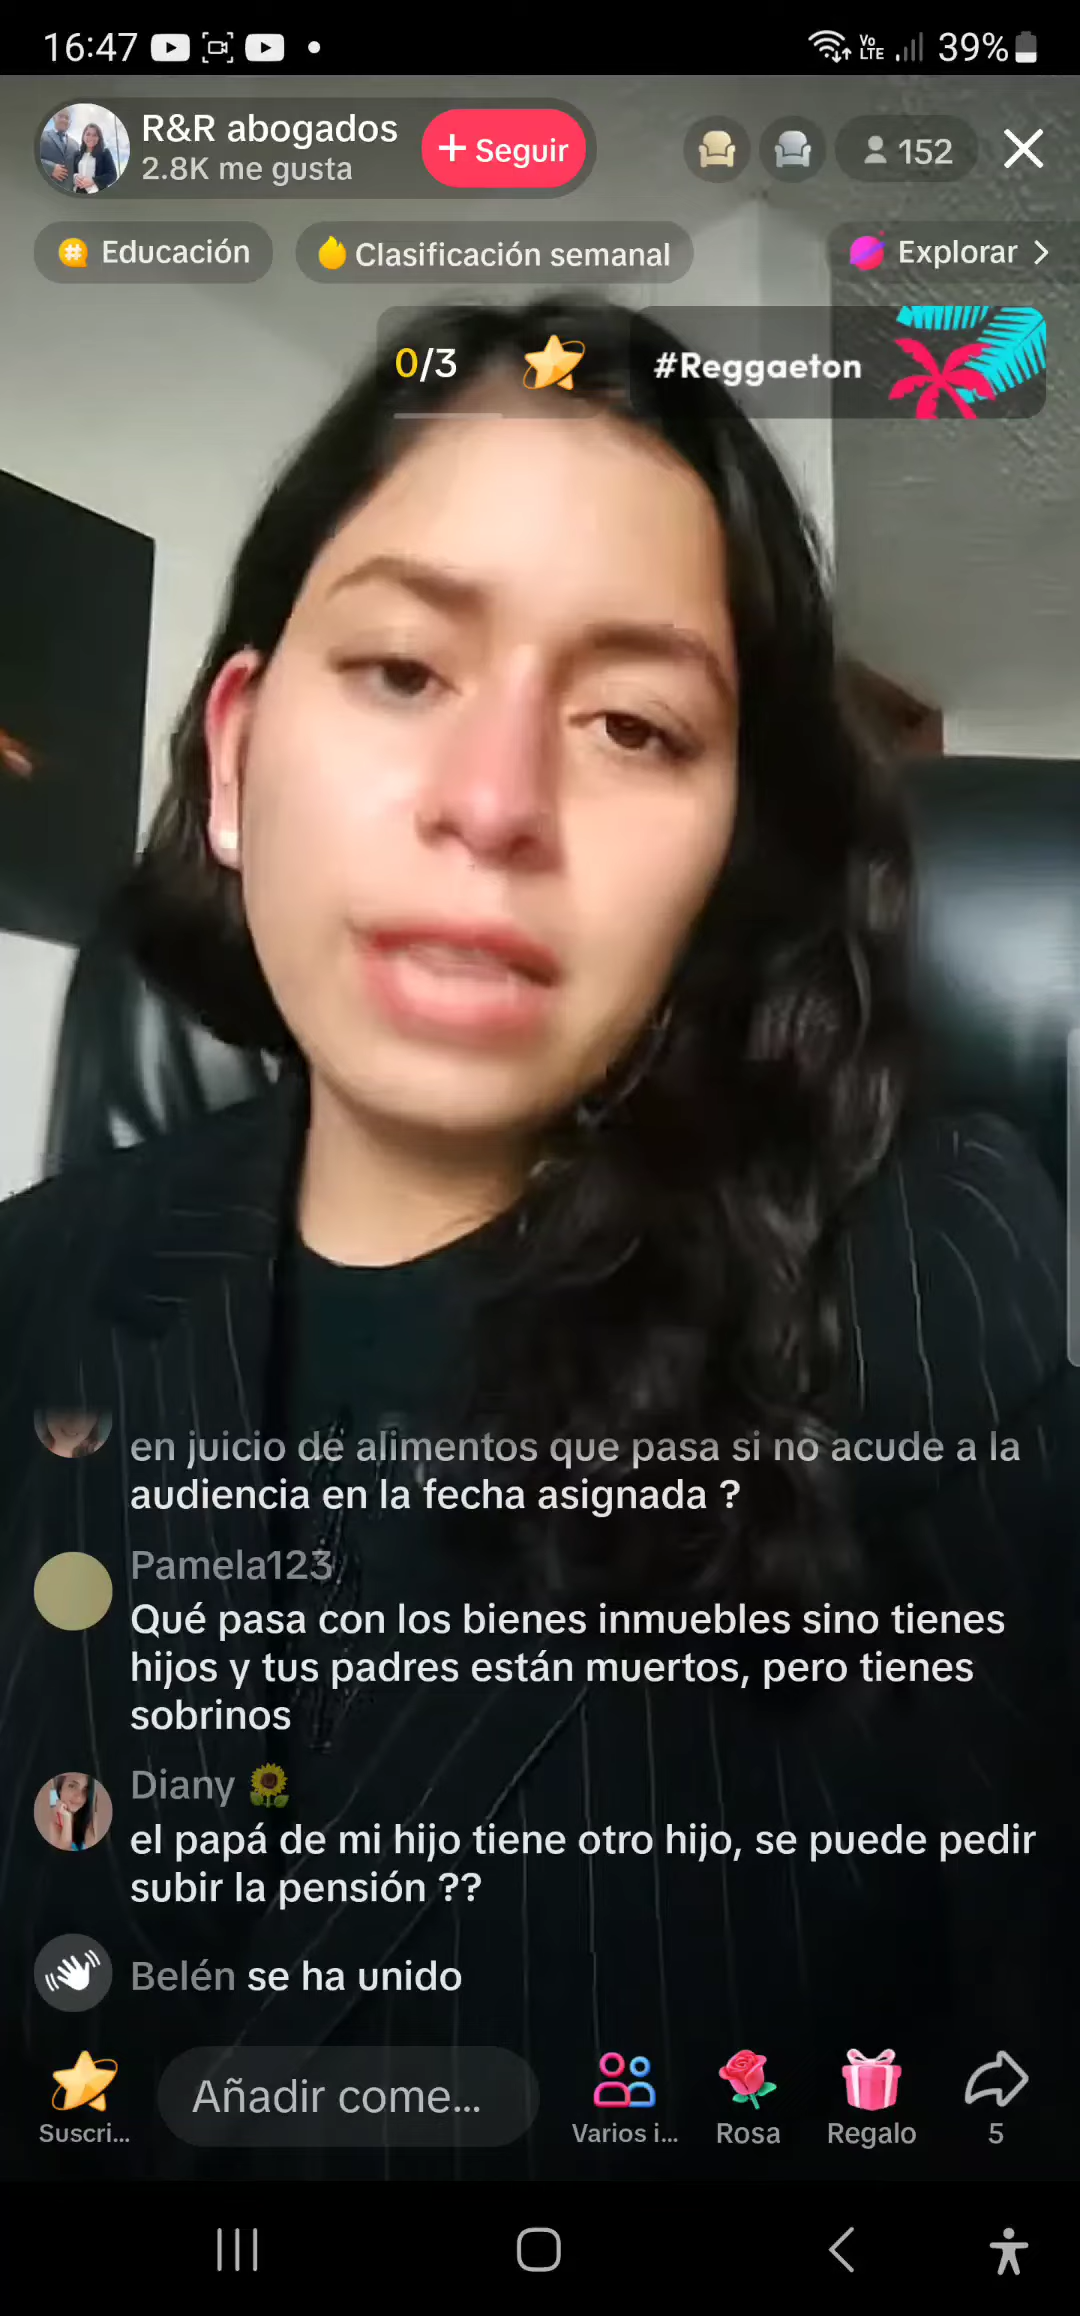 16:47
Vo
LTE
39%
R&R abogados
2.8K me gusta
+ Seguir
152
Educación
Clasificación semanal
Explorar
0/3
#Reggaeton
en juicio de alimentos que pasa si no acude a la
audiencia en la fecha asignada ?
Pamela123
Qué pasa con los bienes inmuebles sino tienes
hijos y tus padres están muertos, pero tienes
sobrinos
Diany
el papá de mi hijo tiene otro hijo, se puede pedir
subir la pensión ??
Belén se ha unido
Añadir come...
Suscri...
Varios i...
Rosa
Regalo
5